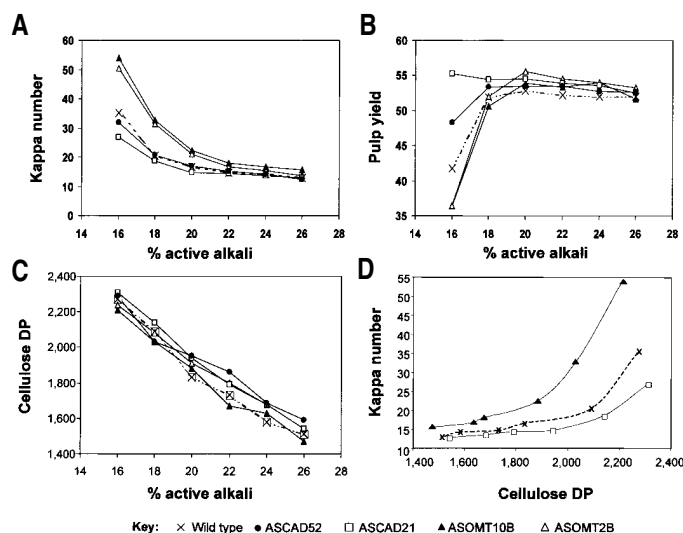 A
B
60
50
40
30
20
10
0
Kappa number
14 16 18 20 22 24 26 28
% active alkali
60
55
50
45
40
35
Pulp yield
14 16 18 20 22 24 26 28
% active alkali
C
D
2,400
2,200
2,000
1,800
1,600
1,400
Cellulose DP
14 16 18 20 22 24 26 28
% active alkali
55
45
35
25
15
10
Kappa number
1,400 1,600 1,800 2,000 2,200 2,400
Cellulose DP
Key: Wild type ASCAD52 ASCAD21 ASOMT10B ASOMT2B